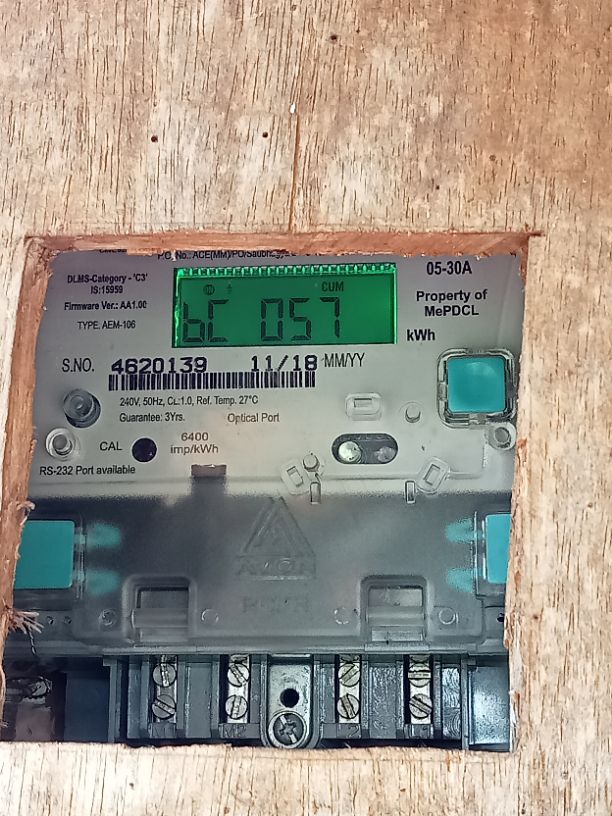 P.O. No.: ACE(MM)/PO/Saubh
DLMS-Category - 'C3'
IS:15959
Firmware Ver.: AA1.00
TYPE. AEM-106
CUM
bC 057
kWh
05-30A
Property of
MePDCL
S.NO. 4620139 11/18 MM/YY
240V, 50Hz, CL:1.0, Ref. Temp. 27°C
Guarantee: 3Yrs. Optical Port
CAL 6400
imp/kWh
RS-232 Port available
AVON